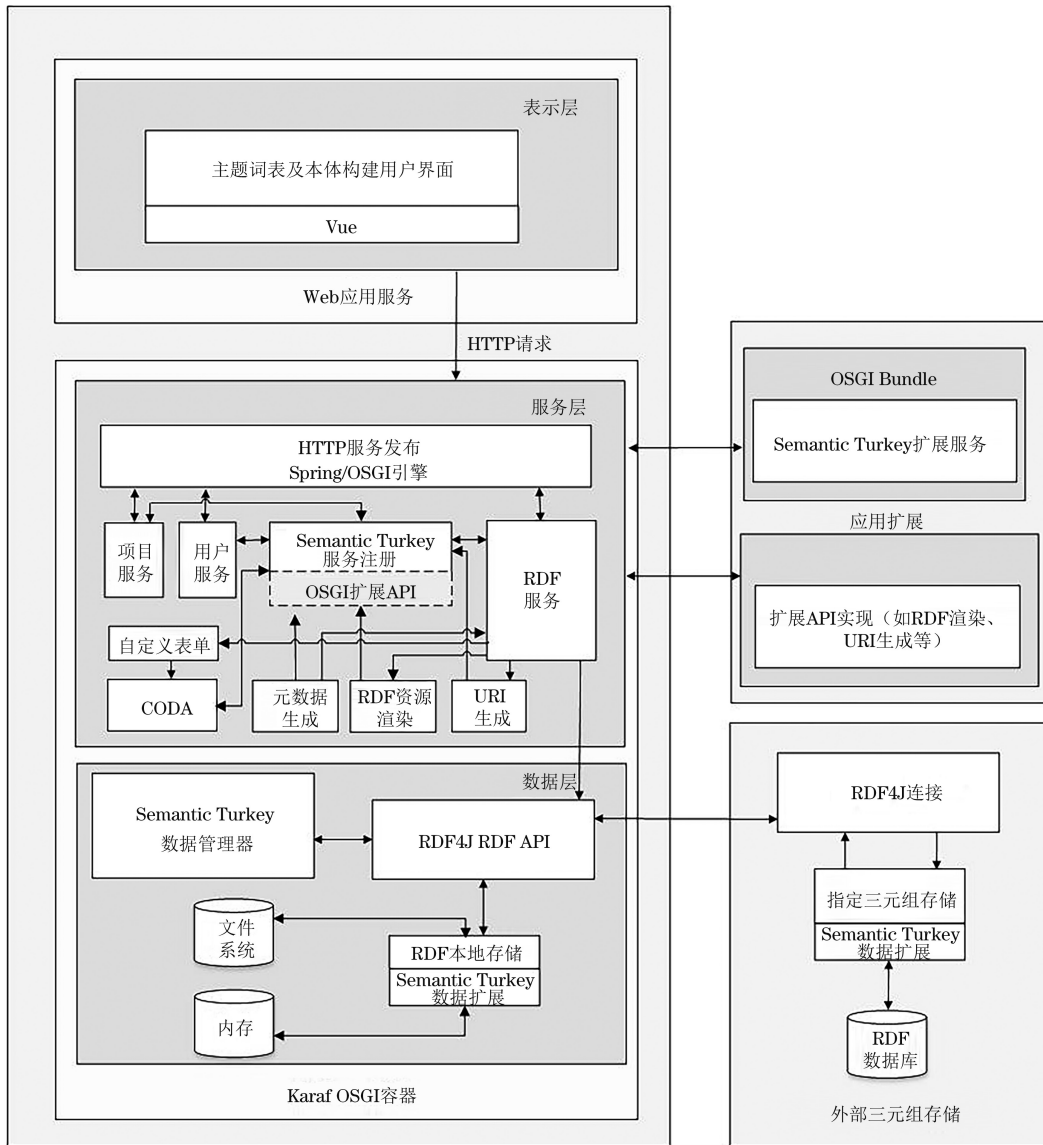 表示层
主题词表及本体构建用户界面
Vue
Web应用服务
HTTP请求
服务层
HTTP服务发布
Spring/OSGI引擎
项目
服务
用户
服务
Semantic Turkey
服务注册
OSGI扩展API
RDF
服务
自定义表单
CODA
元数据
生成
RDF资源
渲染
URI
生成
数据层
Semantic Turkey
数据管理器
RDF4J RDF API
文件
系统
RDF本地存储
Semantic Turkey
数据扩展
内存
Karaf OSGI容器
OSGI Bundle
Semantic Turkey扩展服务
应用扩展
扩展API实现（如RDF渲染、
URI生成等）
RDF4J连接
指定三元组存储
Semantic Turkey
数据扩展
RDF
数据库
外部三元组存储